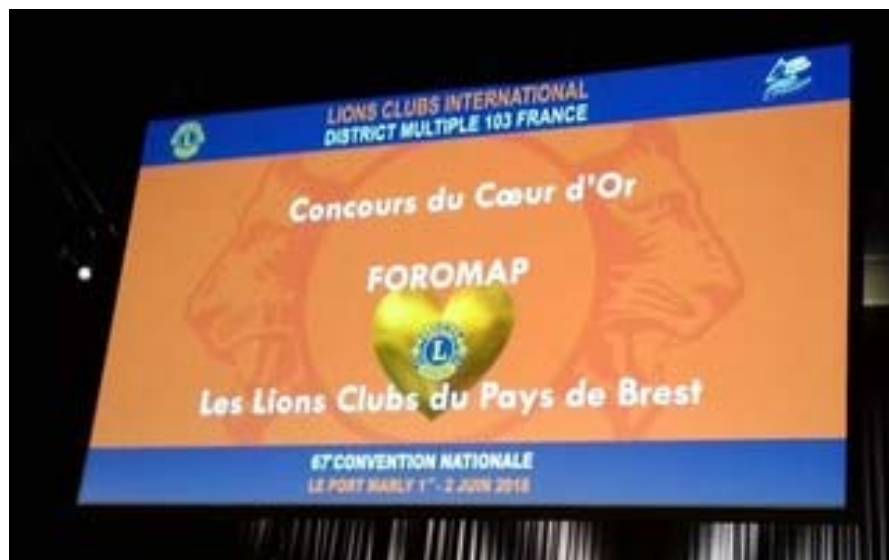 LIONS CLUBS INTERNATIONAL
DISTRICT MULTIPLE 103 FRANCE
Concours du Cœur d'Or
FOROMAP
L
Les Lions Clubs du Pays de Brest
67e CONVENTION NATIONALE
LE PORT MARLY 1er - 2 JUIN 2018